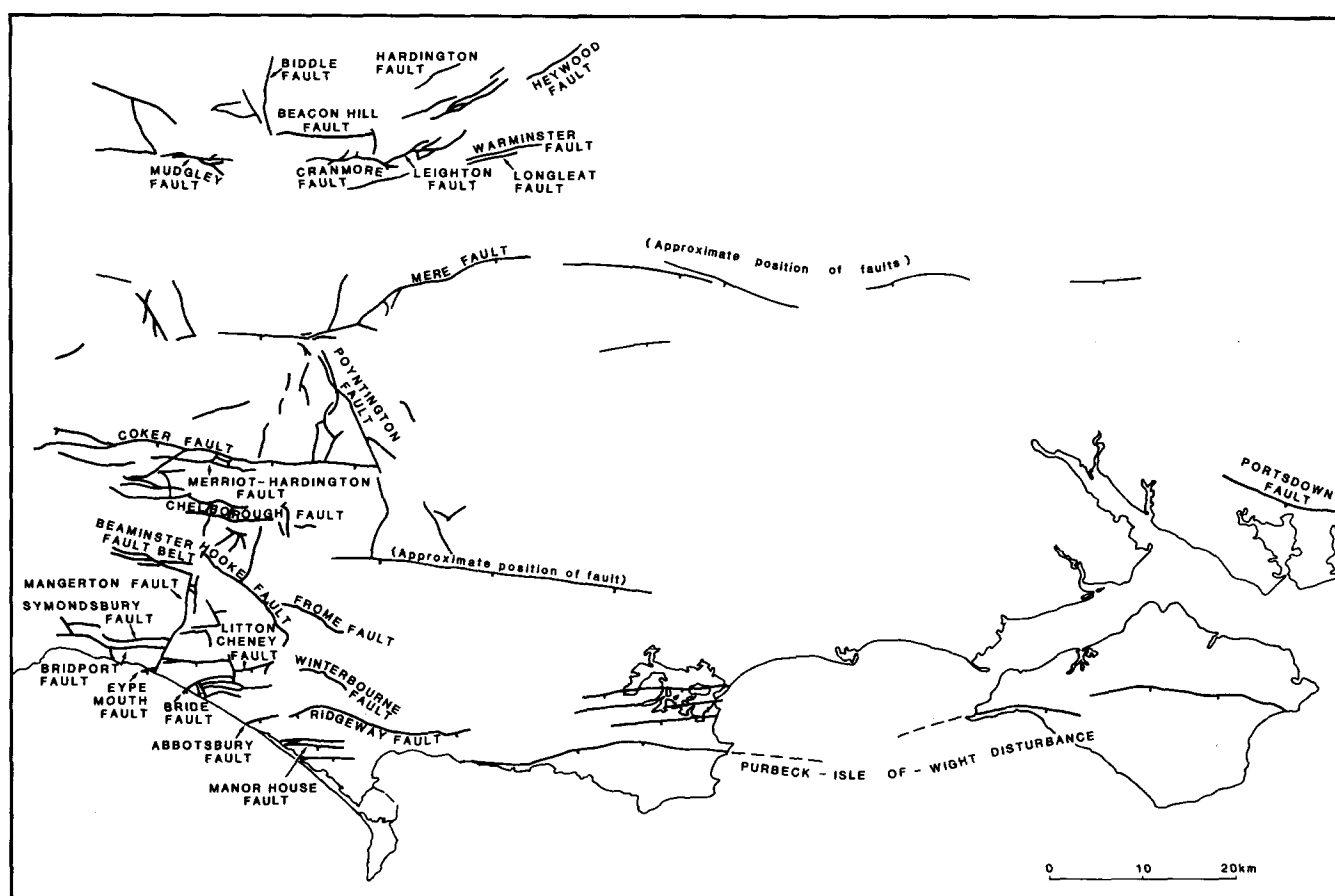 BIDDLE
FAULT
HARDINGTON
FAULT
HEYWOOD
FAULT
BEACON HILL
FAULT
WARMINSTER
FAULT
MUDGLEY
FAULT
CRANMORE
FAULT
LEIGHTON
FAULT
LONGLEAT
FAULT
MERE FAULT
(Approximate position of faults)
POYNTINGTON
FAULT
COKER FAULT
MERRIOT-HARDINGTON
FAULT
PORTSDOWN
FAULT
CHELBOROUGH FAULT
BEAMINSTER
FAULT BELT
HOOKE FAULT
(Approximate position of fault)
MANGERTON FAULT
SYMONDSBURY
FAULT
FROME FAULT
LITTON
CHENEY
FAULT
BRIDPORT
FAULT
EYPE
MOUTH
FAULT
BRIDE
FAULT
WINTERBOURNE
FAULT
RIDGEWAY FAULT
ABBOTSBURY
FAULT
MANOR HOUSE
FAULT
PURBECK - ISLE OF - WIGHT DISTURBANCE
0 10 20km